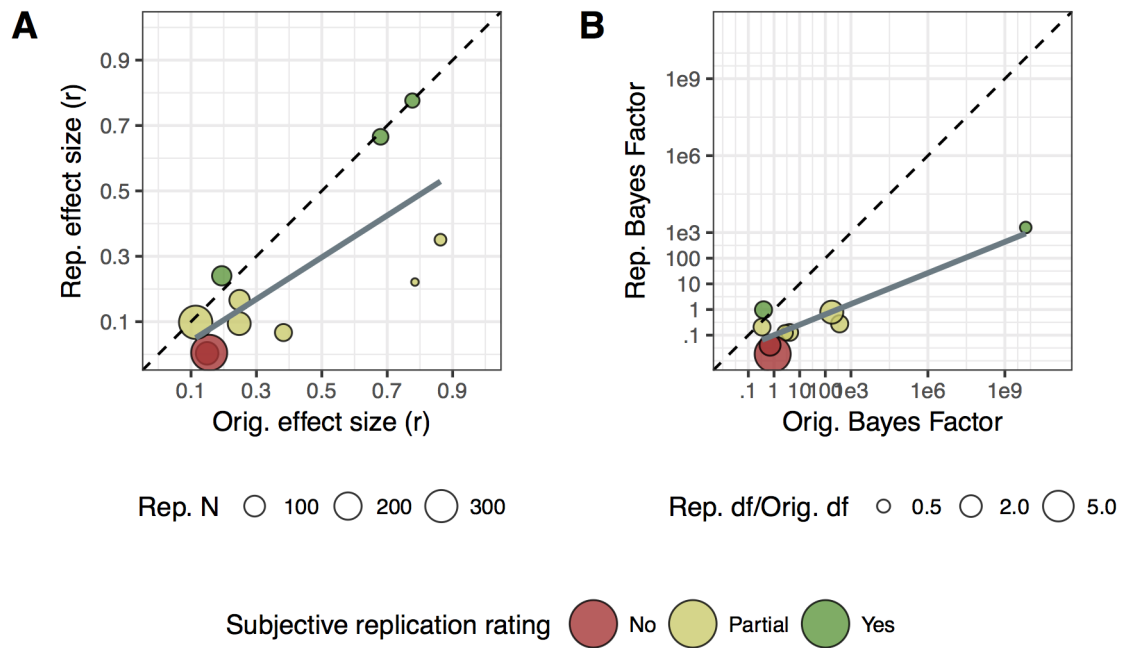 A
B
Rep. effect size (r)
0.9
0.7
0.5
0.3
0.1
0.1 0.3 0.5 0.7 0.9
Orig. effect size (r)
Rep. Bayes Factor
1e9
1e6
1e3
100
10
1
.1
.1 1 10 100 1e3 1e6 1e9
Orig. Bayes Factor
Rep. N 100 200 300
Rep. df/Orig. df 0.5 2.0 5.0
Subjective replication rating No Partial Yes